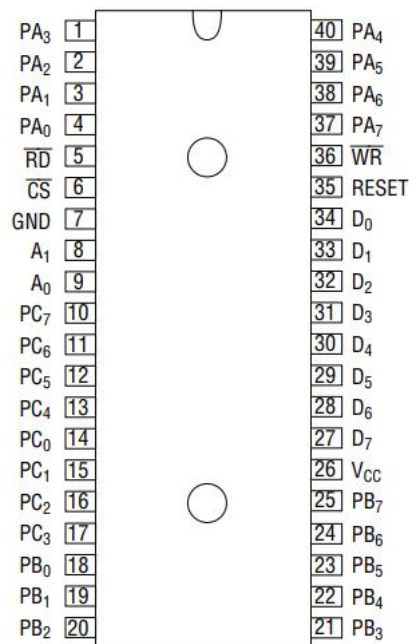 PA₃ 1 40 PA₄
PA₂ 2 39 PA₅
PA₁ 3 38 PA₆
PA₀ 4 37 PA₇
R̅D̅ 5 36 W̅R̅
C̅S̅ 6 35 RESET
GND 7 34 D₀
A₁ 8 33 D₁
A₀ 9 32 D₂
PC₇ 10 31 D₃
PC₆ 11 30 D₄
PC₅ 12 29 D₅
PC₄ 13 28 D₆
PC₀ 14 27 D₇
PC₁ 15 26 V_CC
PC₂ 16 25 PB₇
PC₃ 17 24 PB₆
PB₀ 18 23 PB₅
PB₁ 19 22 PB₄
PB₂ 20 21 PB₃